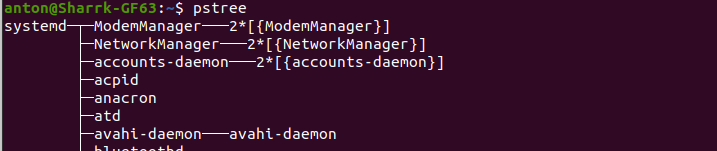 anton@Sharrk-GF63:~$ pstree
systemd─┬─ModemManager───2*[{ModemManager}]
        ├─NetworkManager───2*[{NetworkManager}]
        ├─accounts-daemon───2*[{accounts-daemon}]
        ├─acpid
        ├─anacron
        ├─atd
        ├─avahi-daemon───avahi-daemon